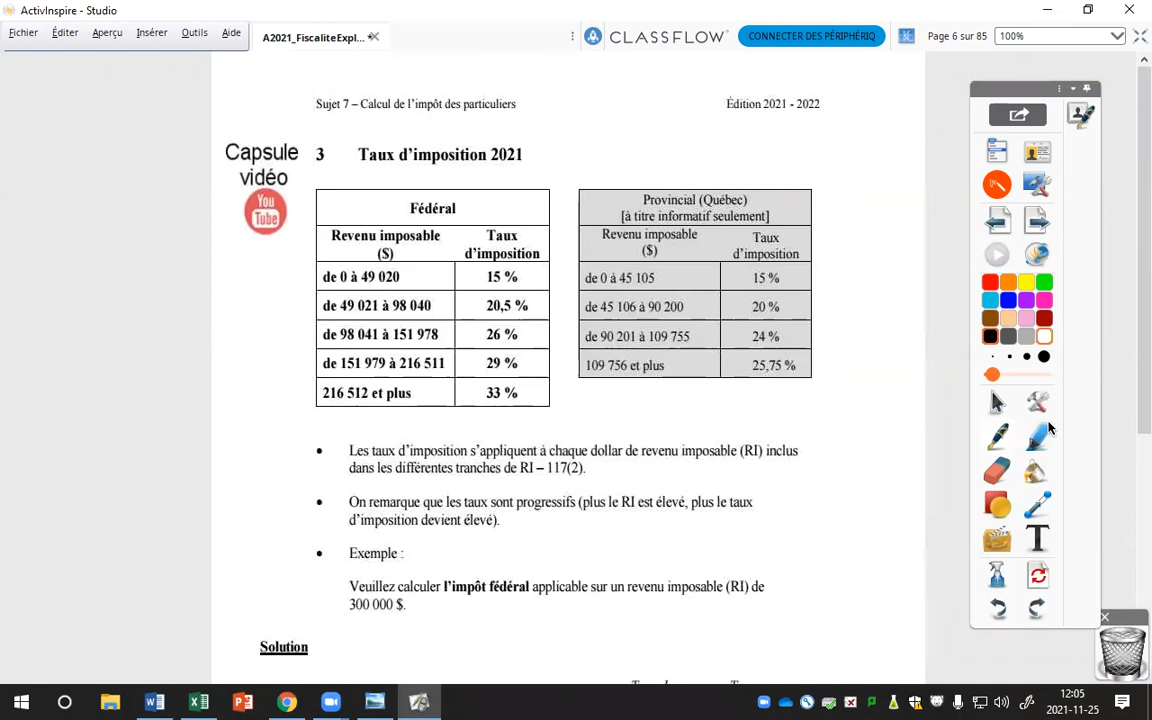 ActivInspire - Studio
Fichier Éditer Aperçu Insérer Outils Aide
A2021_FiscaliteExpl...
CLASSFLOW
CONNECTER DES PÉRIPHÉRIQ
Page 6 sur 85
100%
Sujet 7 – Calcul de l’impôt des particuliers
Édition 2021 - 2022
Capsule
vidéo
You
Tube
3 Taux d’imposition 2021
Fédéral
Revenu imposable
($)
Taux
d’imposition
de 0 à 49 020 15 %
de 49 021 à 98 040 20,5 %
de 98 041 à 151 978 26 %
de 151 979 à 216 511 29 %
216 512 et plus 33 %
Provincial (Québec)
[à titre informatif seulement]
Revenu imposable
($)
Taux
d’imposition
de 0 à 45 105 15 %
de 45 106 à 90 200 20 %
de 90 201 à 109 755 24 %
109 756 et plus 25,75 %
• Les taux d’imposition s’appliquent à chaque dollar de revenu imposable (RI) inclus
dans les différentes tranches de RI – 117(2).
• On remarque que les taux sont progressifs (plus le RI est élevé, plus le taux
d’imposition devient élevé).
• Exemple :
Veuillez calculer l’impôt fédéral applicable sur un revenu imposable (RI) de
300 000 $.
Solution
T
12:05
2021-11-25